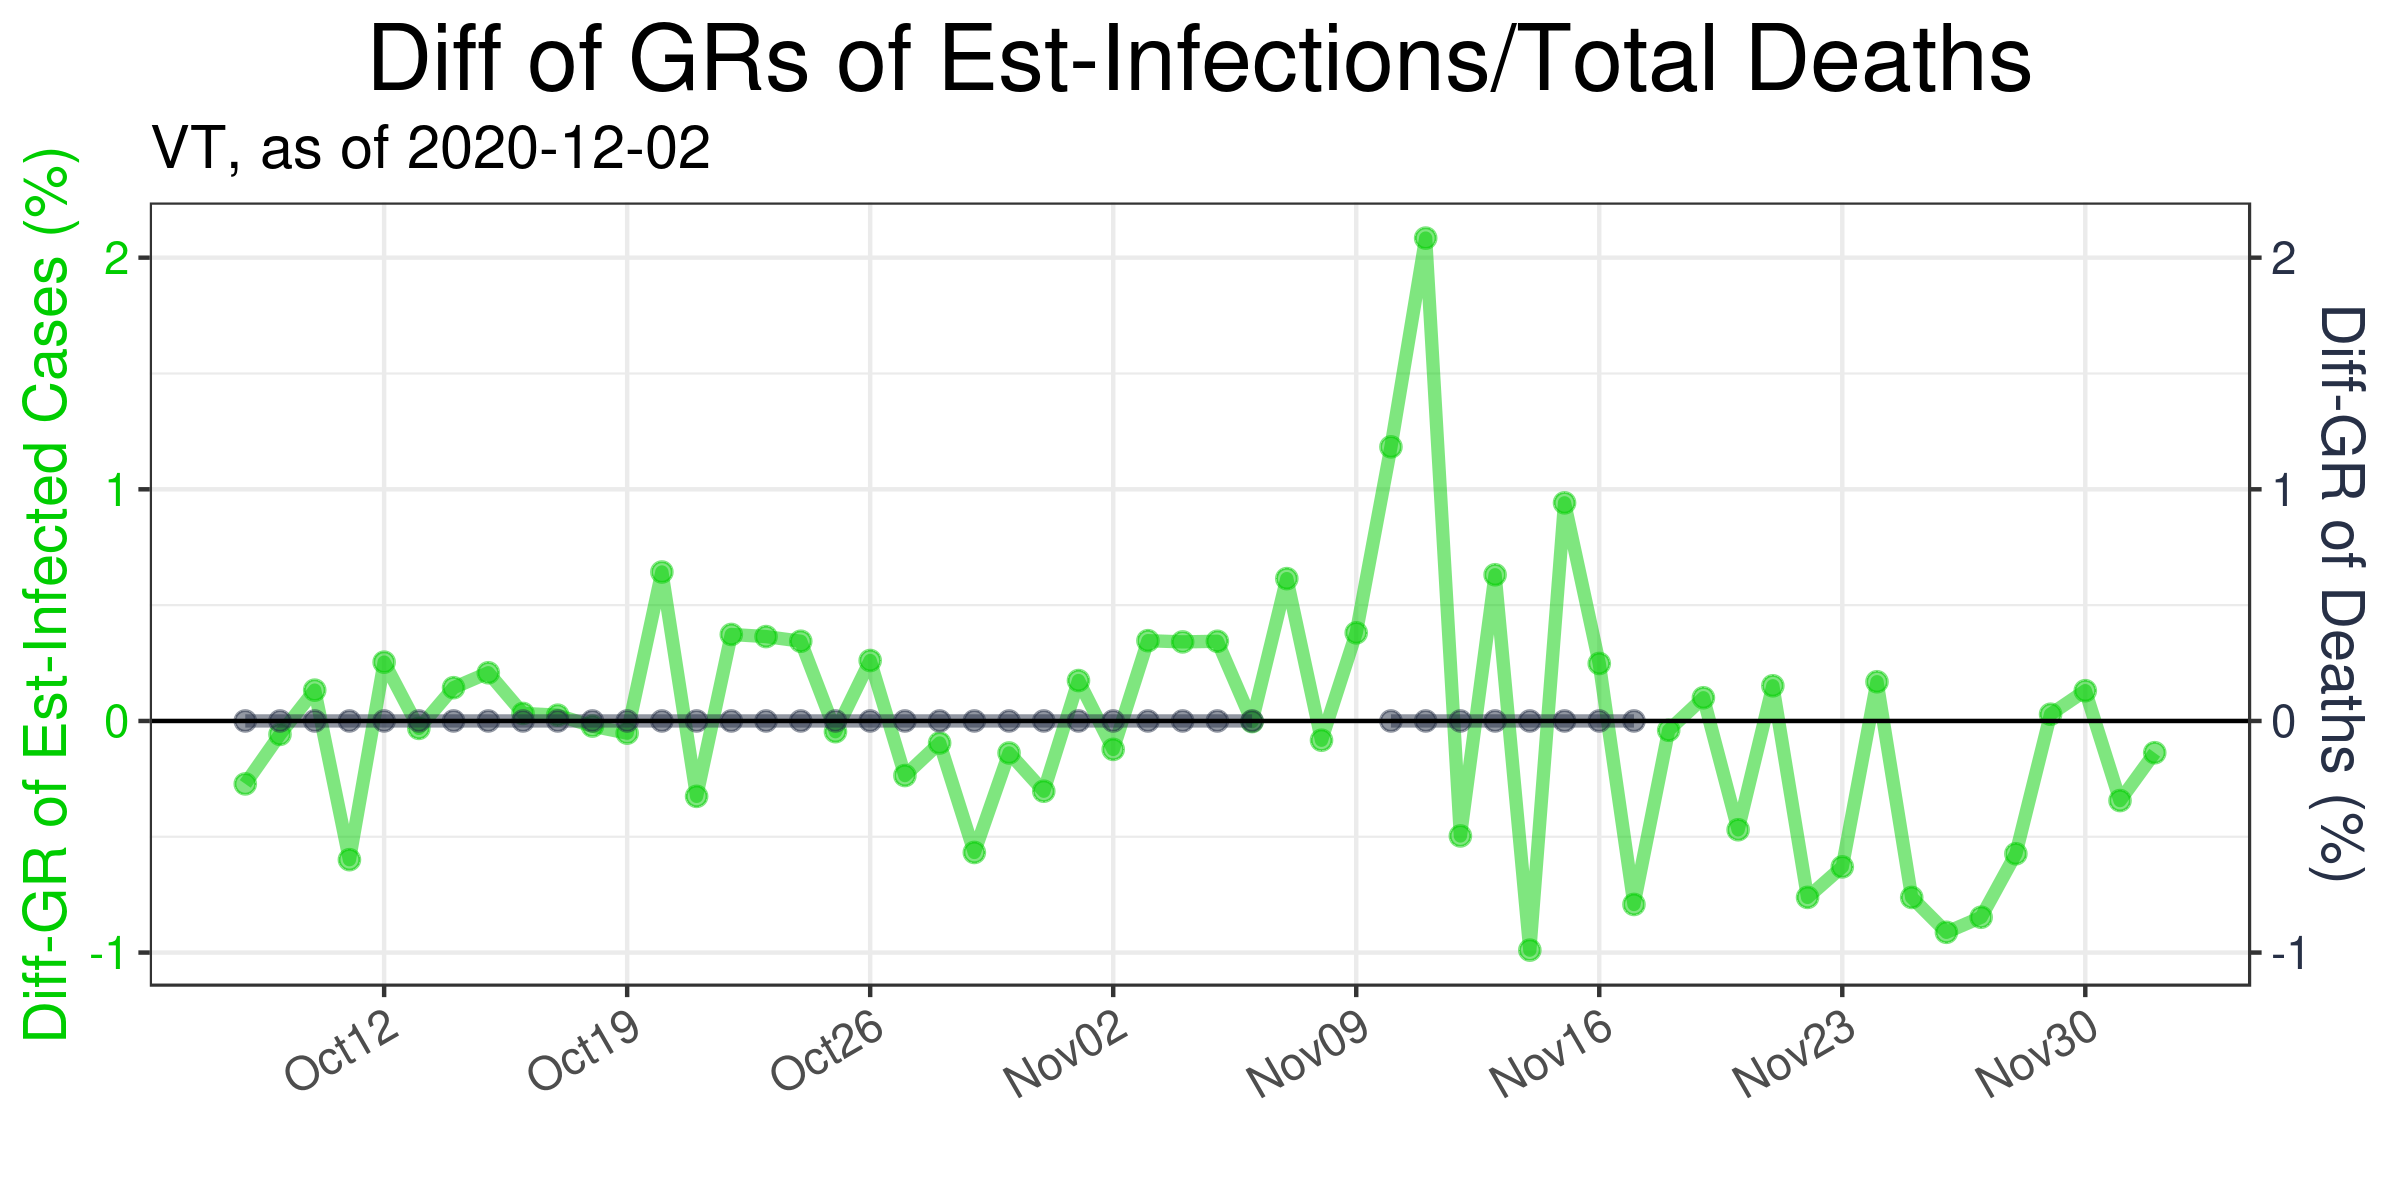 Diff of GRs of Est-Infections/Total Deaths
VT, as of 2020-12-02
Diff-GR of Est-Infected Cases (%)
2
1
0
-1
2
1
0
-1
Diff-GR of Deaths (%)
Oct12
Oct19
Oct26
Nov02
Nov09
Nov16
Nov23
Nov30